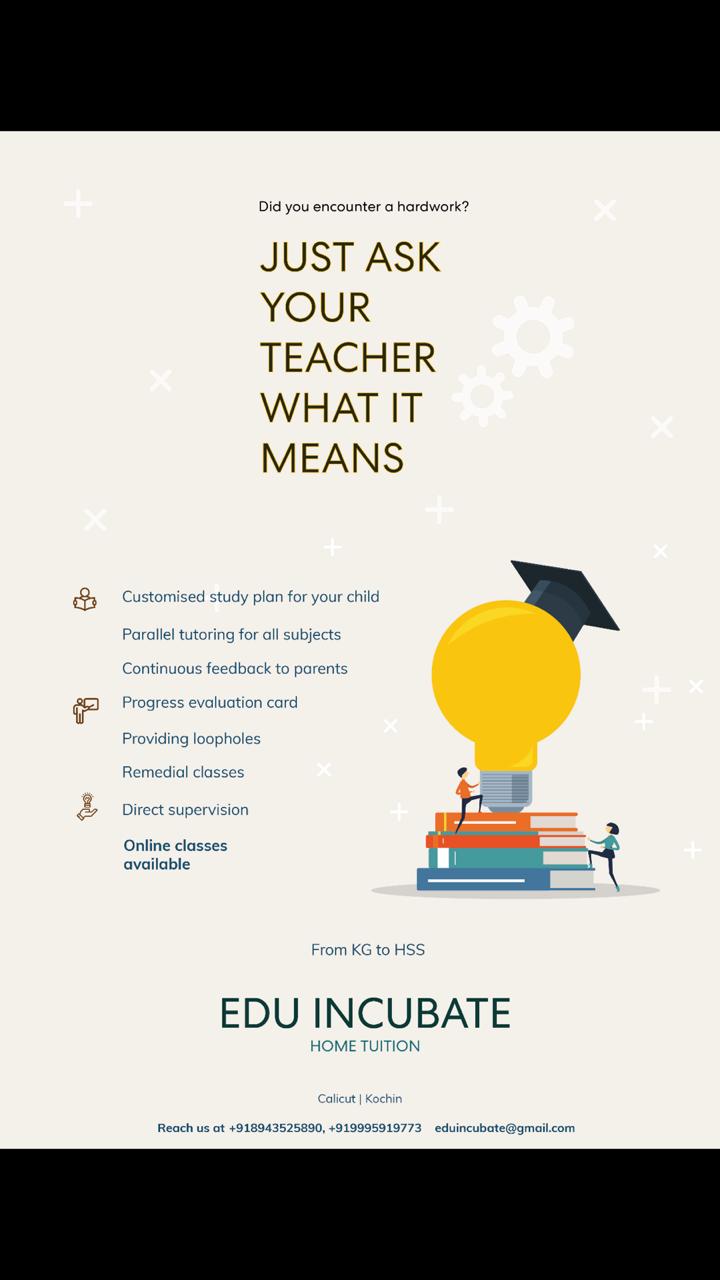 Did you encounter a hardwork?
JUST ASK
YOUR
TEACHER
WHAT IT
MEANS
Customised study plan for your child
Parallel tutoring for all subjects
Continuous feedback to parents
Progress evaluation card
Providing loopholes
Remedial classes
Direct supervision
Online classes
available
From KG to HSS
EDU INCUBATE
HOME TUITION
Calicut | Kochin
Reach us at +918943525890, +919995919773 eduincubate@gmail.com